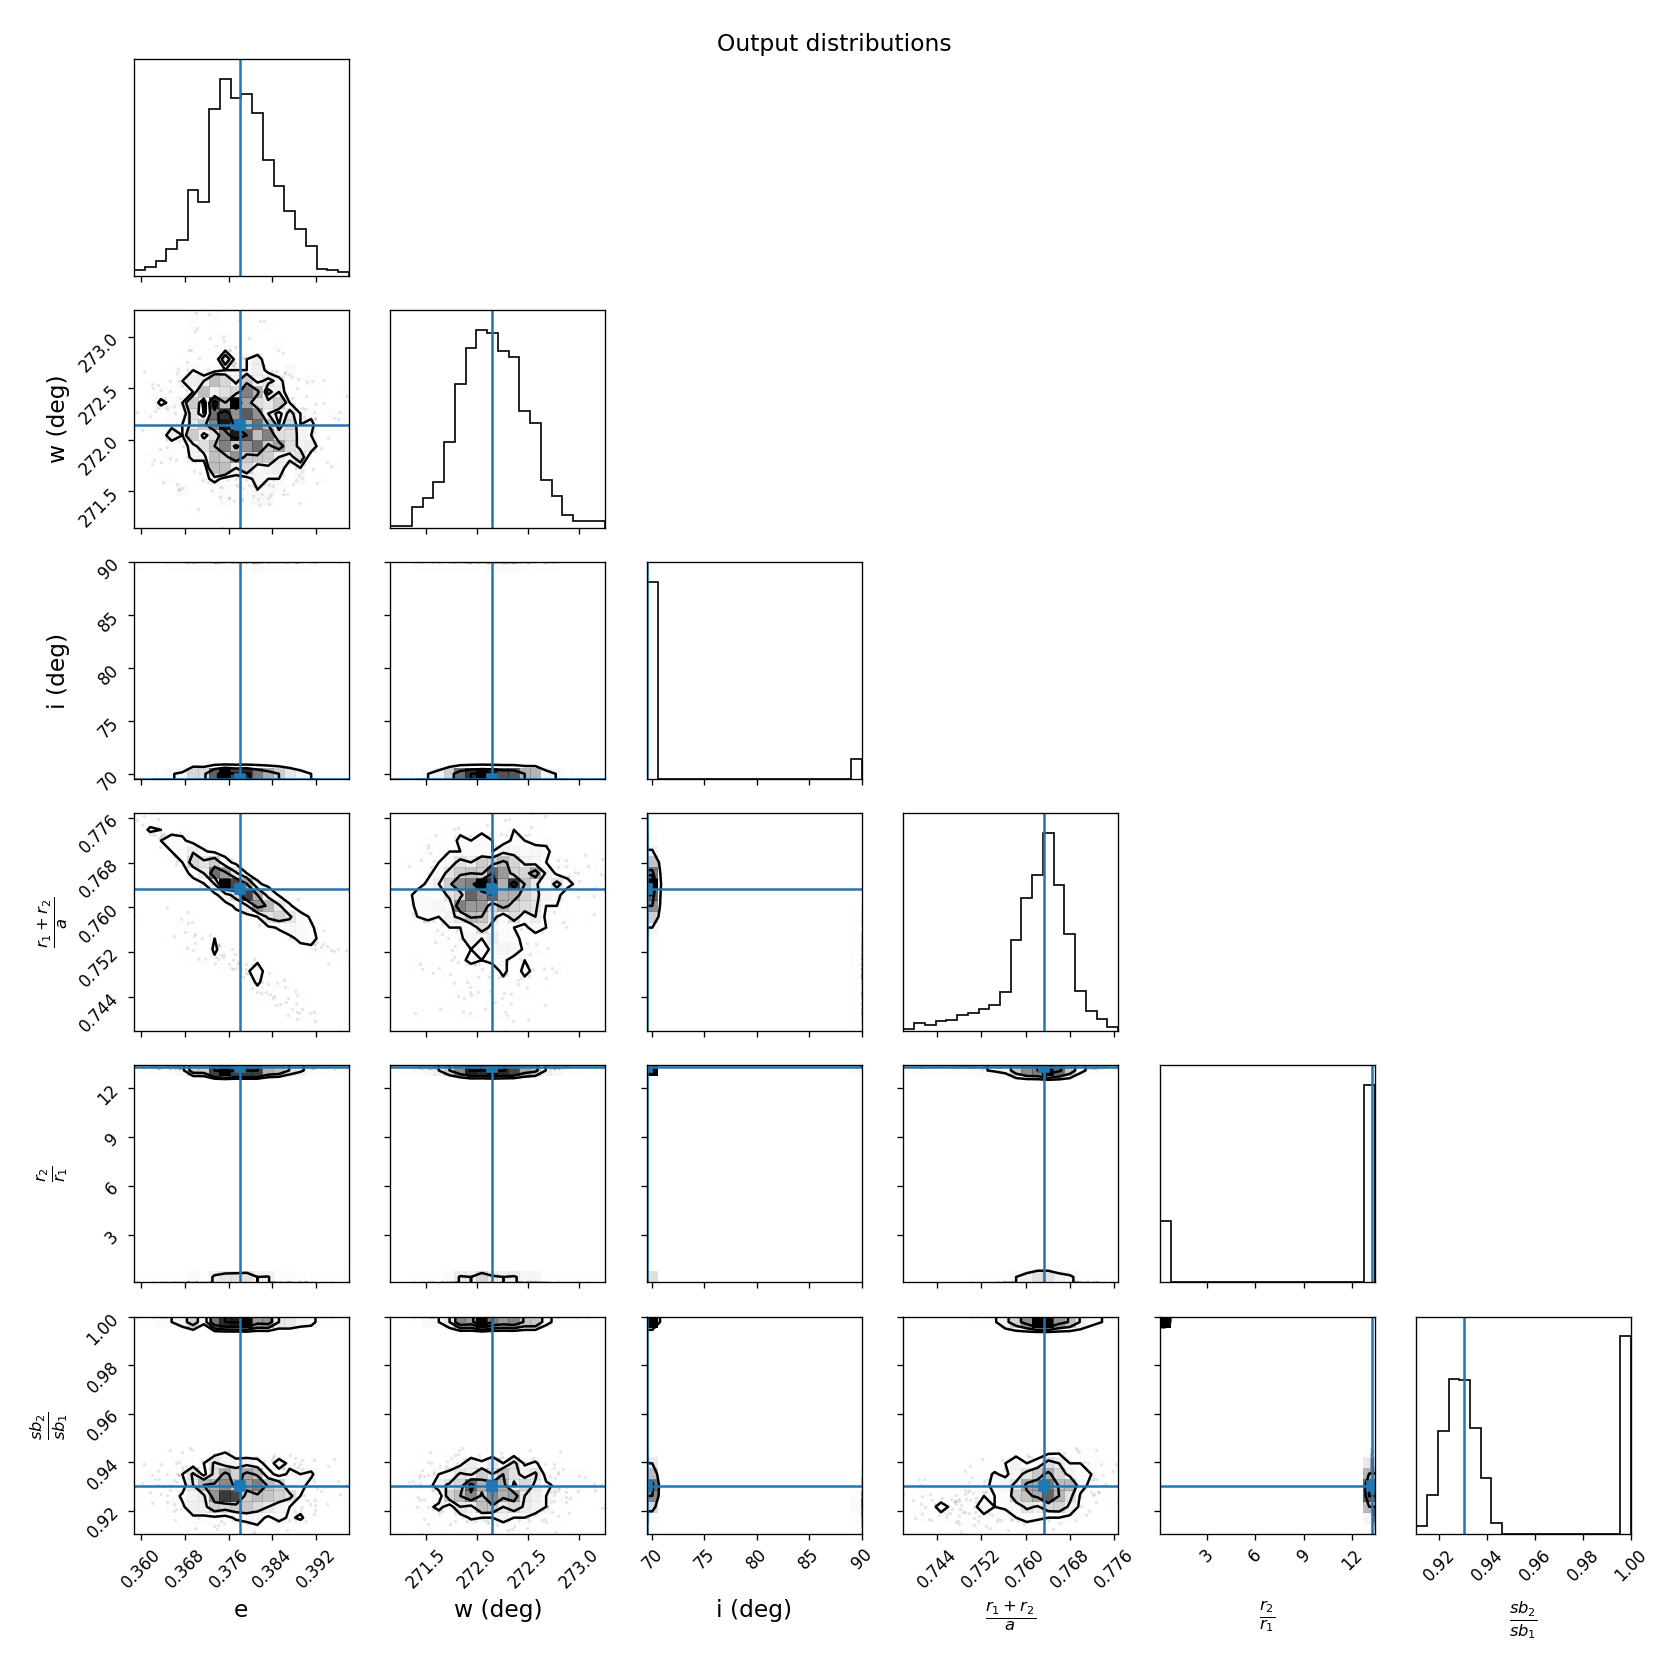 Output distributions
273.0
272.5
272.0
271.5
w (deg)
90
85
80
75
70
i (deg)
0.776
0.768
0.760
0.752
0.744
r₁ + r₂
a
12
9
6
3
r₂
r₁
1.00
0.98
0.96
0.94
0.92
sb₂
sb₁
0.360 0.368 0.376 0.384 0.392 271.5 272.0 272.5 273.0 70 75 80 85 90 0.744 0.752 0.760 0.768 0.776 3 6 9 12 0.92 0.94 0.96 0.98 1.00
e w (deg) i (deg) r₁ + r₂ r₂ sb₂
a r₁ sb₁